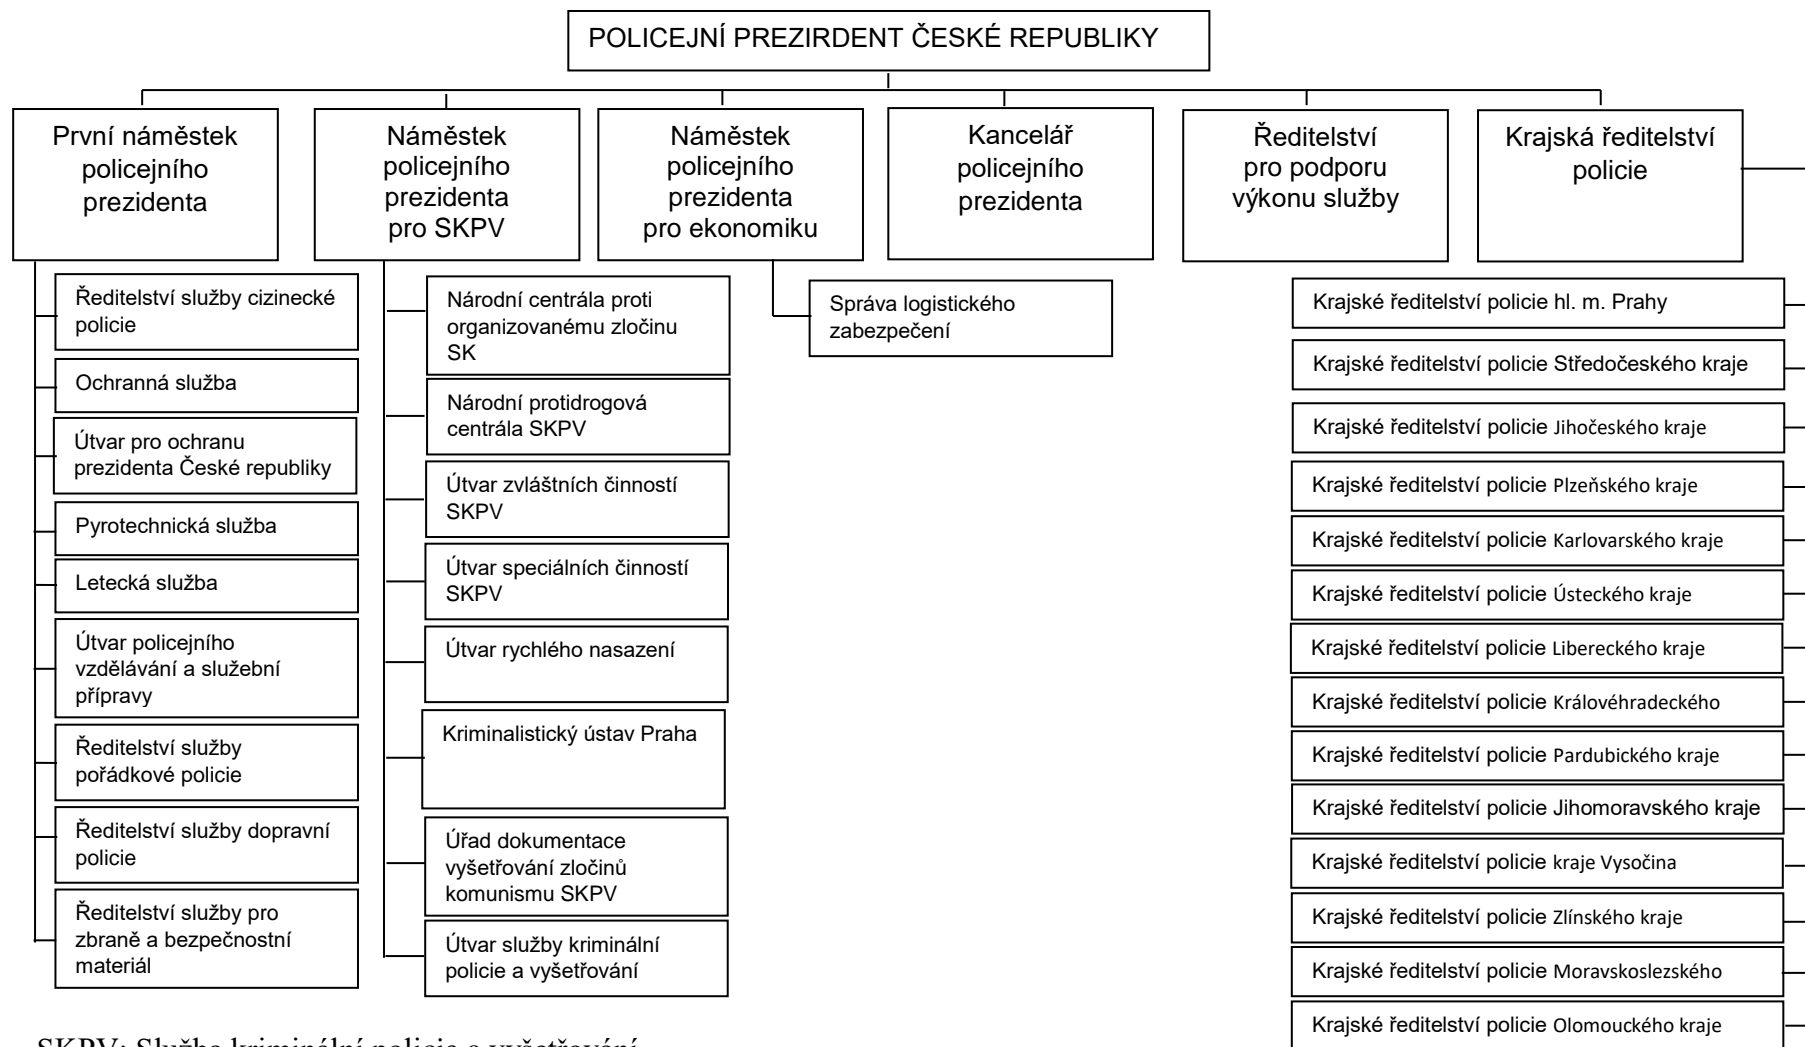 POLICEJNÍ PREZIRDENT ČESKÉ REPUBLIKY
První náměstek
policejního
prezidenta
Náměstek
policejního
prezidenta
pro SKPV
Náměstek
policejního
prezidenta
pro ekonomiku
Kancelář
policejního
prezidenta
Ředitelství
pro podporu
výkonu služby
Krajská ředitelství
policie
Ředitelství služby cizinecké
policie
Ochranná služba
Útvar pro ochranu
prezidenta České republiky
Pyrotechnická služba
Letecká služba
Útvar policejního
vzdělávání a služební
přípravy
Ředitelství služby
pořádkové policie
Ředitelství služby dopravní
policie
Ředitelství služby pro
zbraně a bezpečnostní
materiál
Národní centrála proti
organizovanému zločinu
SK
Národní protidrogová
centrála SKPV
Útvar zvláštních činností
SKPV
Útvar speciálních činností
SKPV
Útvar rychlého nasazení
Kriminalistický ústav Praha
Úřad dokumentace
vyšetřování zločinů
komunismu SKPV
Útvar služby kriminální
policie a vyšetřování
Správa logistického
zabezpečení
Krajské ředitelství policie hl. m. Prahy
Krajské ředitelství policie Středočeského kraje
Krajské ředitelství policie Jihočeského kraje
Krajské ředitelství policie Plzeňského kraje
Krajské ředitelství policie Karlovarského kraje
Krajské ředitelství policie Ústeckého kraje
Krajské ředitelství policie Libereckého kraje
Krajské ředitelství policie Královéhradeckého
Krajské ředitelství policie Pardubického kraje
Krajské ředitelství policie Jihomoravského kraje
Krajské ředitelství policie kraje Vysočina
Krajské ředitelství policie Zlínského kraje
Krajské ředitelství policie Moravskoslezského
Krajské ředitelství policie Olomouckého kraje
SKPV: Služba kriminální policie a vyšetřování